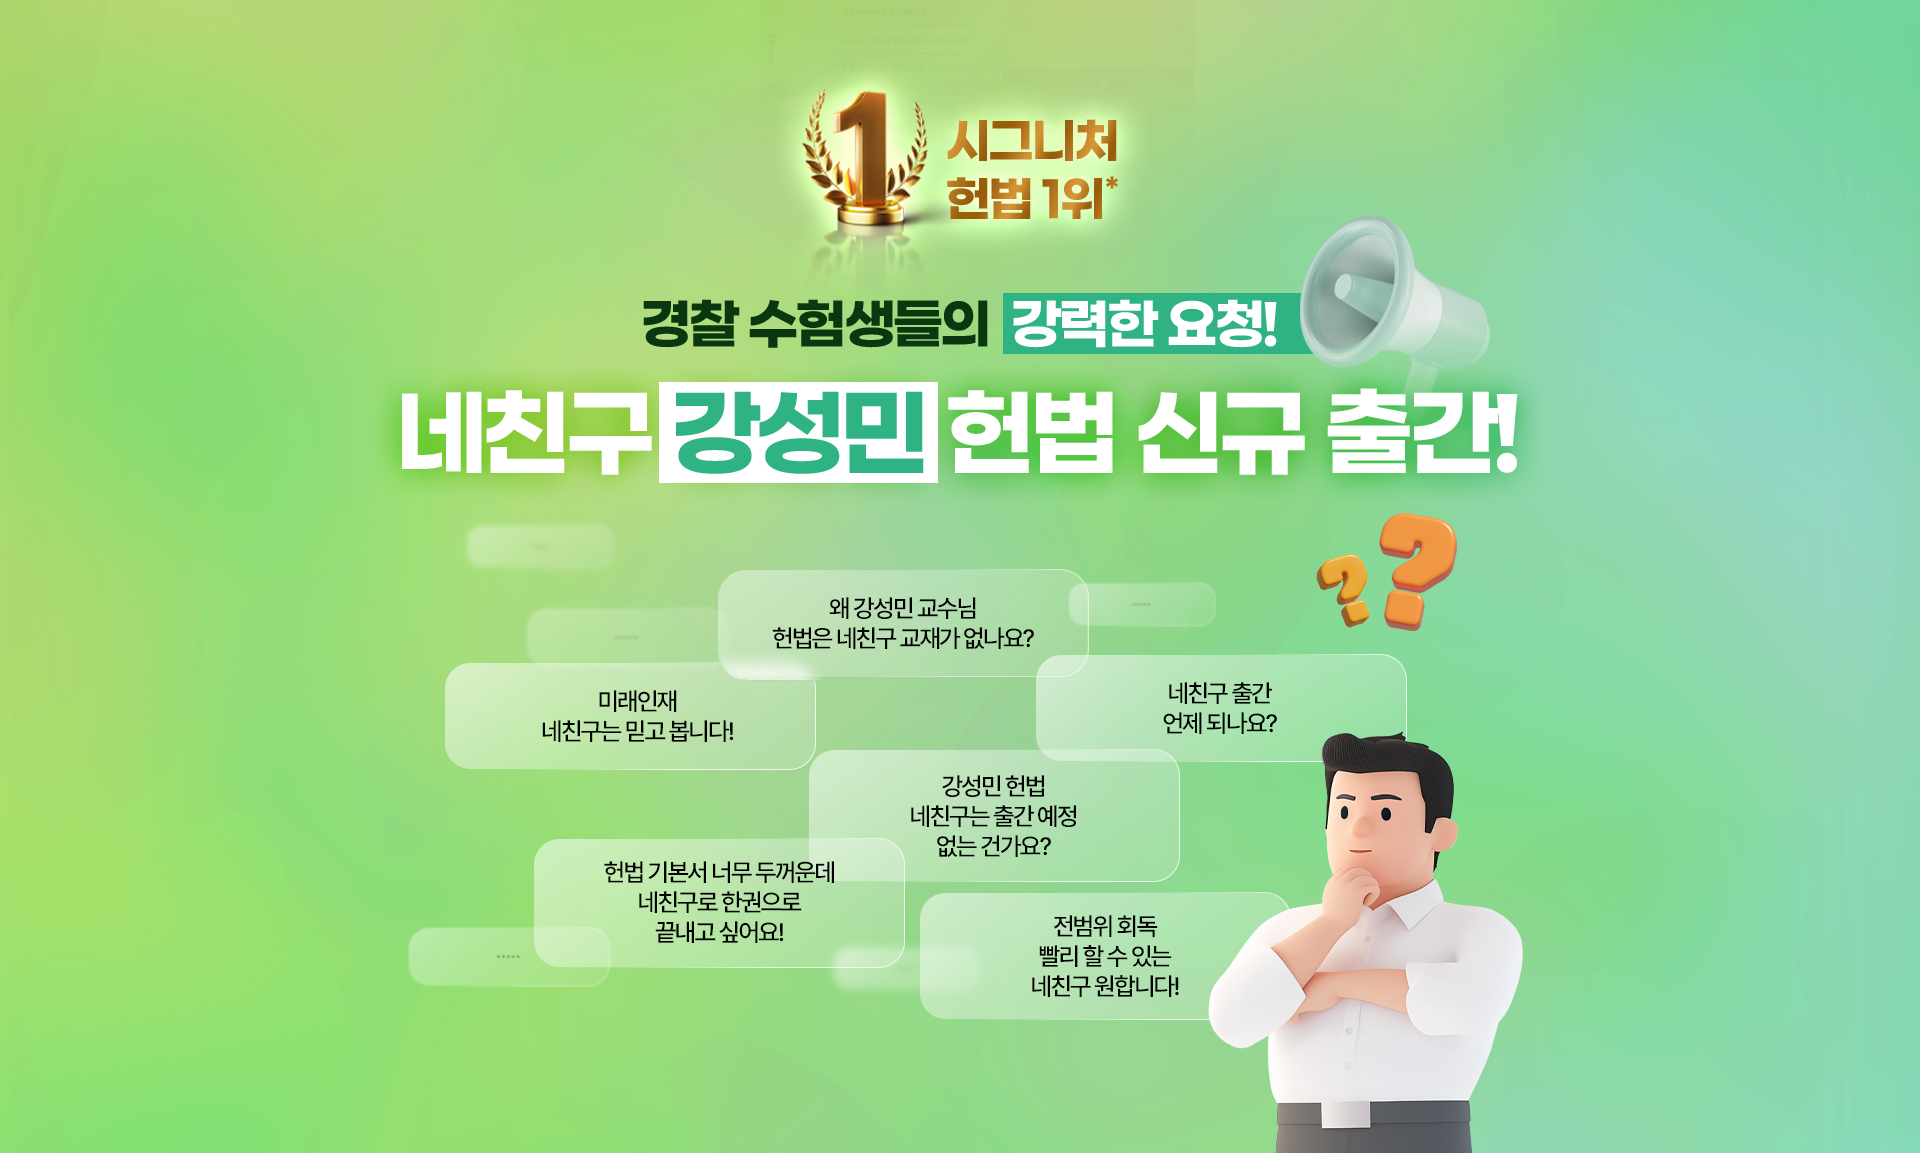 1
시그니처
헌법 1위*
경찰 수험생들의 강력한 요청!
네친구 강성민 헌법 신규 출간!
왜 강성민 교수님
헌법은 네친구 교재가 없나요?
미래인재
네친구는 믿고 봅니다!
네친구 출간
언제 되나요?
강성민 헌법
네친구는 출간 예정
없는 건가요?
헌법 기본서 너무 두꺼운데
네친구로 한권으로
끝내고 싶어요!
전범위 회독
빨리 할 수 있는
네친구 원합니다!